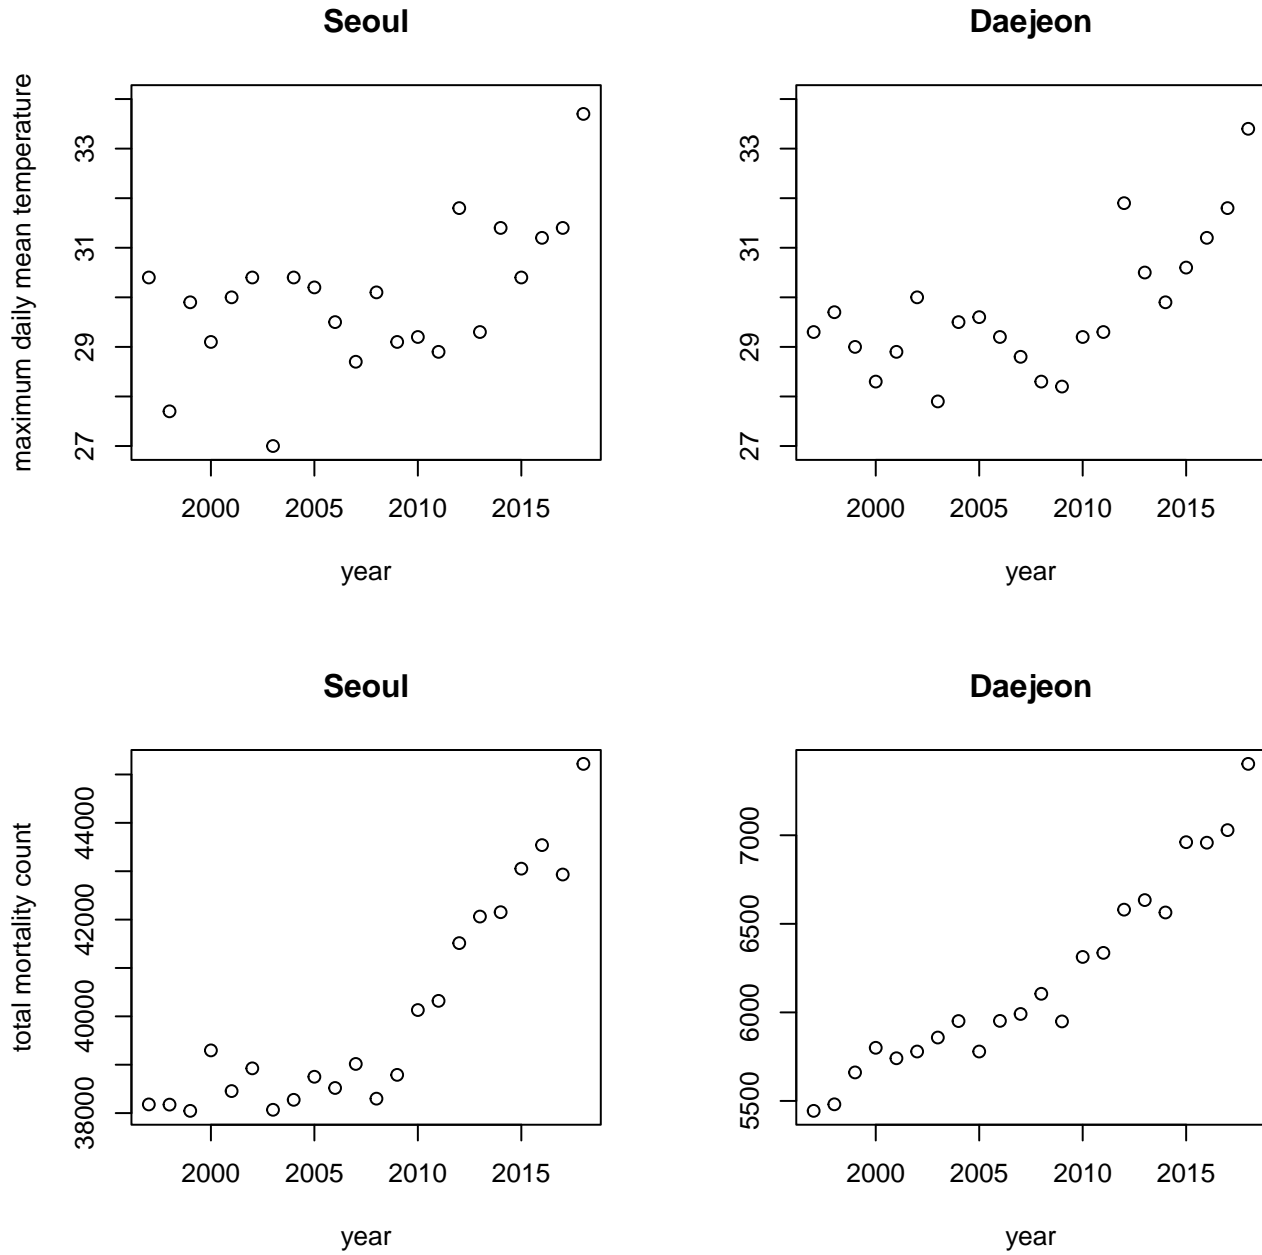 Seoul
Daejeon
maximum daily mean temperature
33
31
29
27
2000 2005 2010 2015
year
33
31
29
27
2000 2005 2010 2015
year
Seoul
Daejeon
total mortality count
44000
42000
40000
38000
2000 2005 2010 2015
year
7000
6500
6000
5500
2000 2005 2010 2015
year